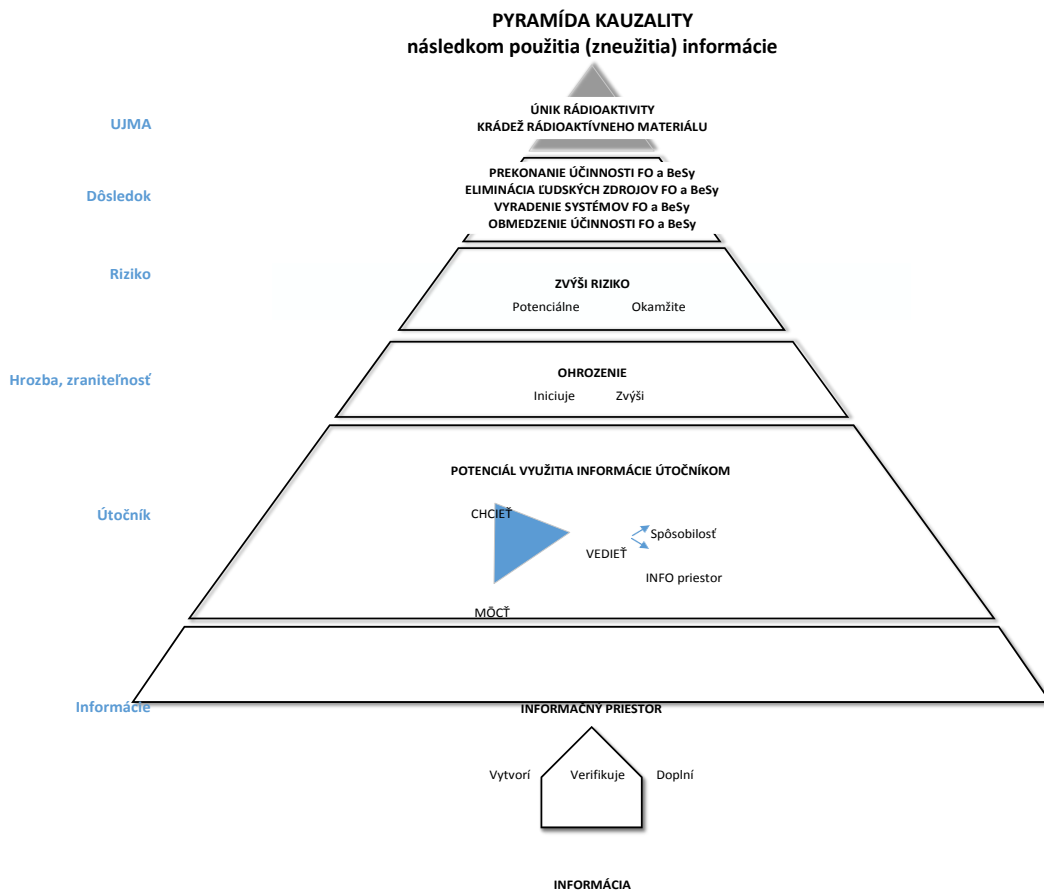 PYRAMÍDA KAUZALITY
následkom použitia (zneužitia) informácie
UJMA
ÚNIK RÁDIOAKTIVITY
KRÁDEŽ RÁDIOAKTÍVNEHO MATERIÁLU
Dôsledok
PREKONANIE ÚČINNOSTI FO a BeSy
ELIMINÁCIA ĽUDSKÝCH ZDROJOV FO a BeSy
VYRADENIE SYSTÉMOV FO a BeSy
OBMEDZENIE ÚČINNOSTI FO a BeSy
Riziko
ZVÝŠI RIZIKO
Potenciálne Okamžite
Hrozba, zraniteľnosť
OHROZENIE
Iniciuje Zvýši
POTENCIÁL VYUŽITIA INFORMÁCIE ÚTOČNÍKOM
Útočník
CHCIEŤ
Spôsobilosť
VEDIEŤ
INFO priestor
MÔCŤ
Informácie
INFORMAČNÝ PRIESTOR
Vytvorí Verifikuje Doplní
INFORMÁCIA